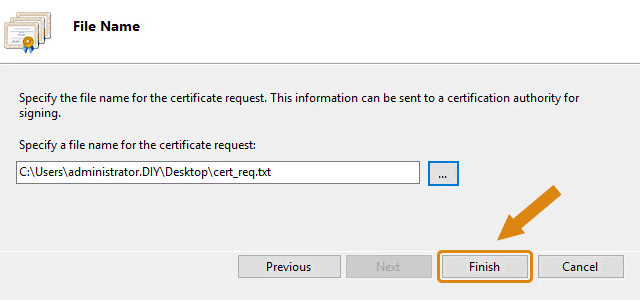 File Name
Specify the file name for the certificate request. This information can be sent to a certification authority for
signing.
Specify a file name for the certificate request:
C:\Users\administrator.DIY\Desktop\cert_req.txt
...
Previous
Next
Finish
Cancel